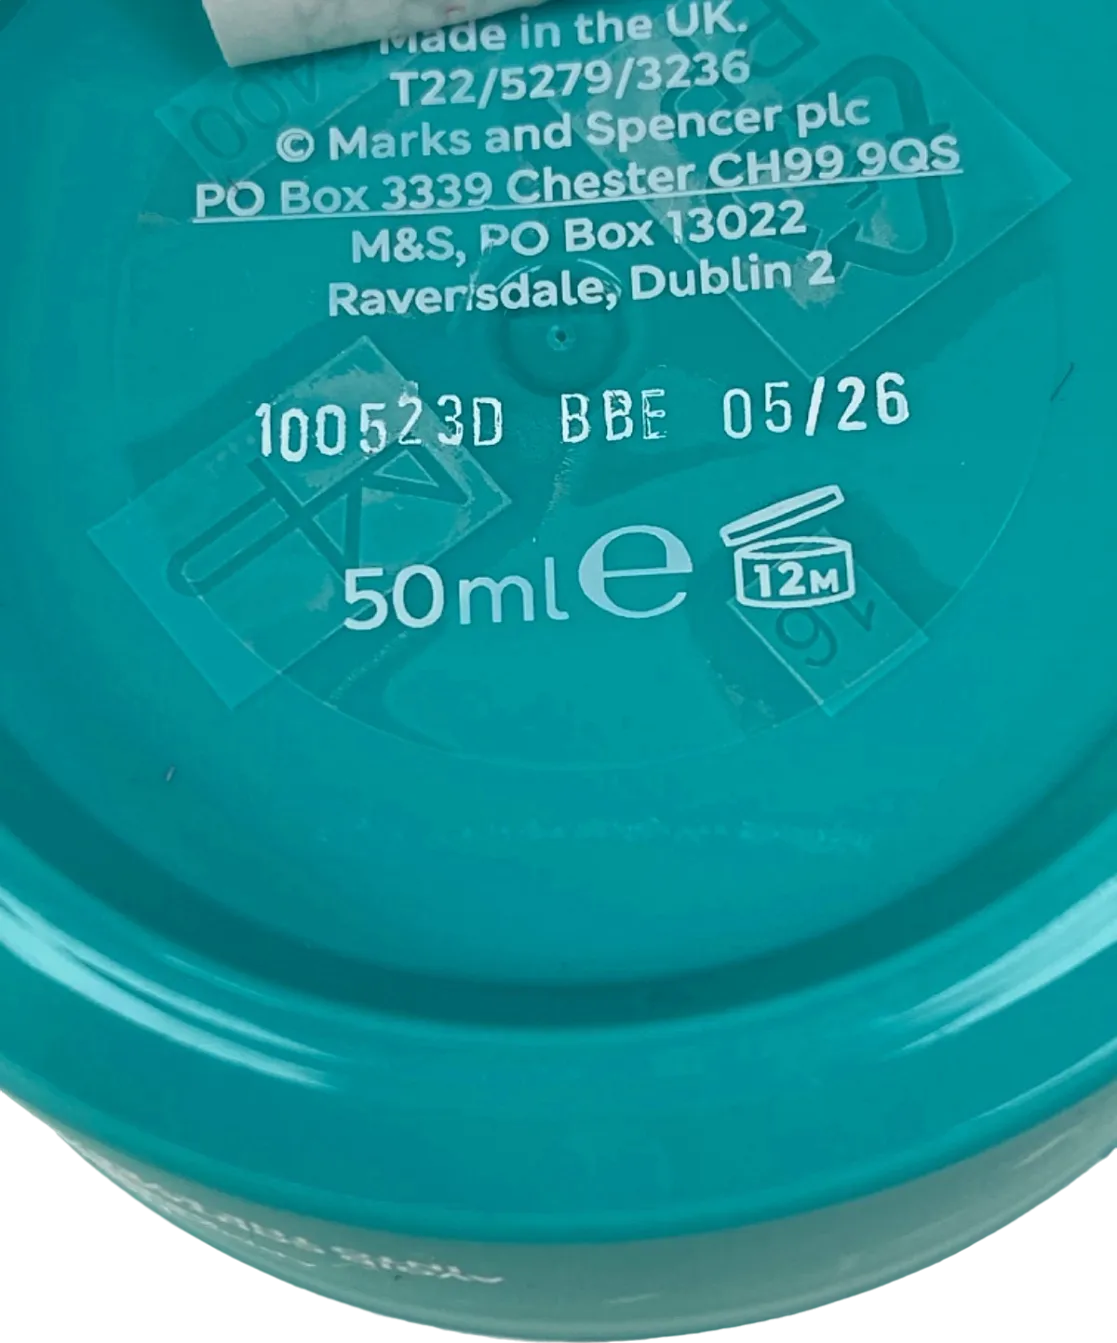 Made in the UK.
T22/5279/3236
© Marks and Spencer plc
PO Box 3339 Chester CH99 9QS
M&S, PO Box 13022
Ravensdale, Dublin 2
100523D BBE 05/26
50ml e
12M
16